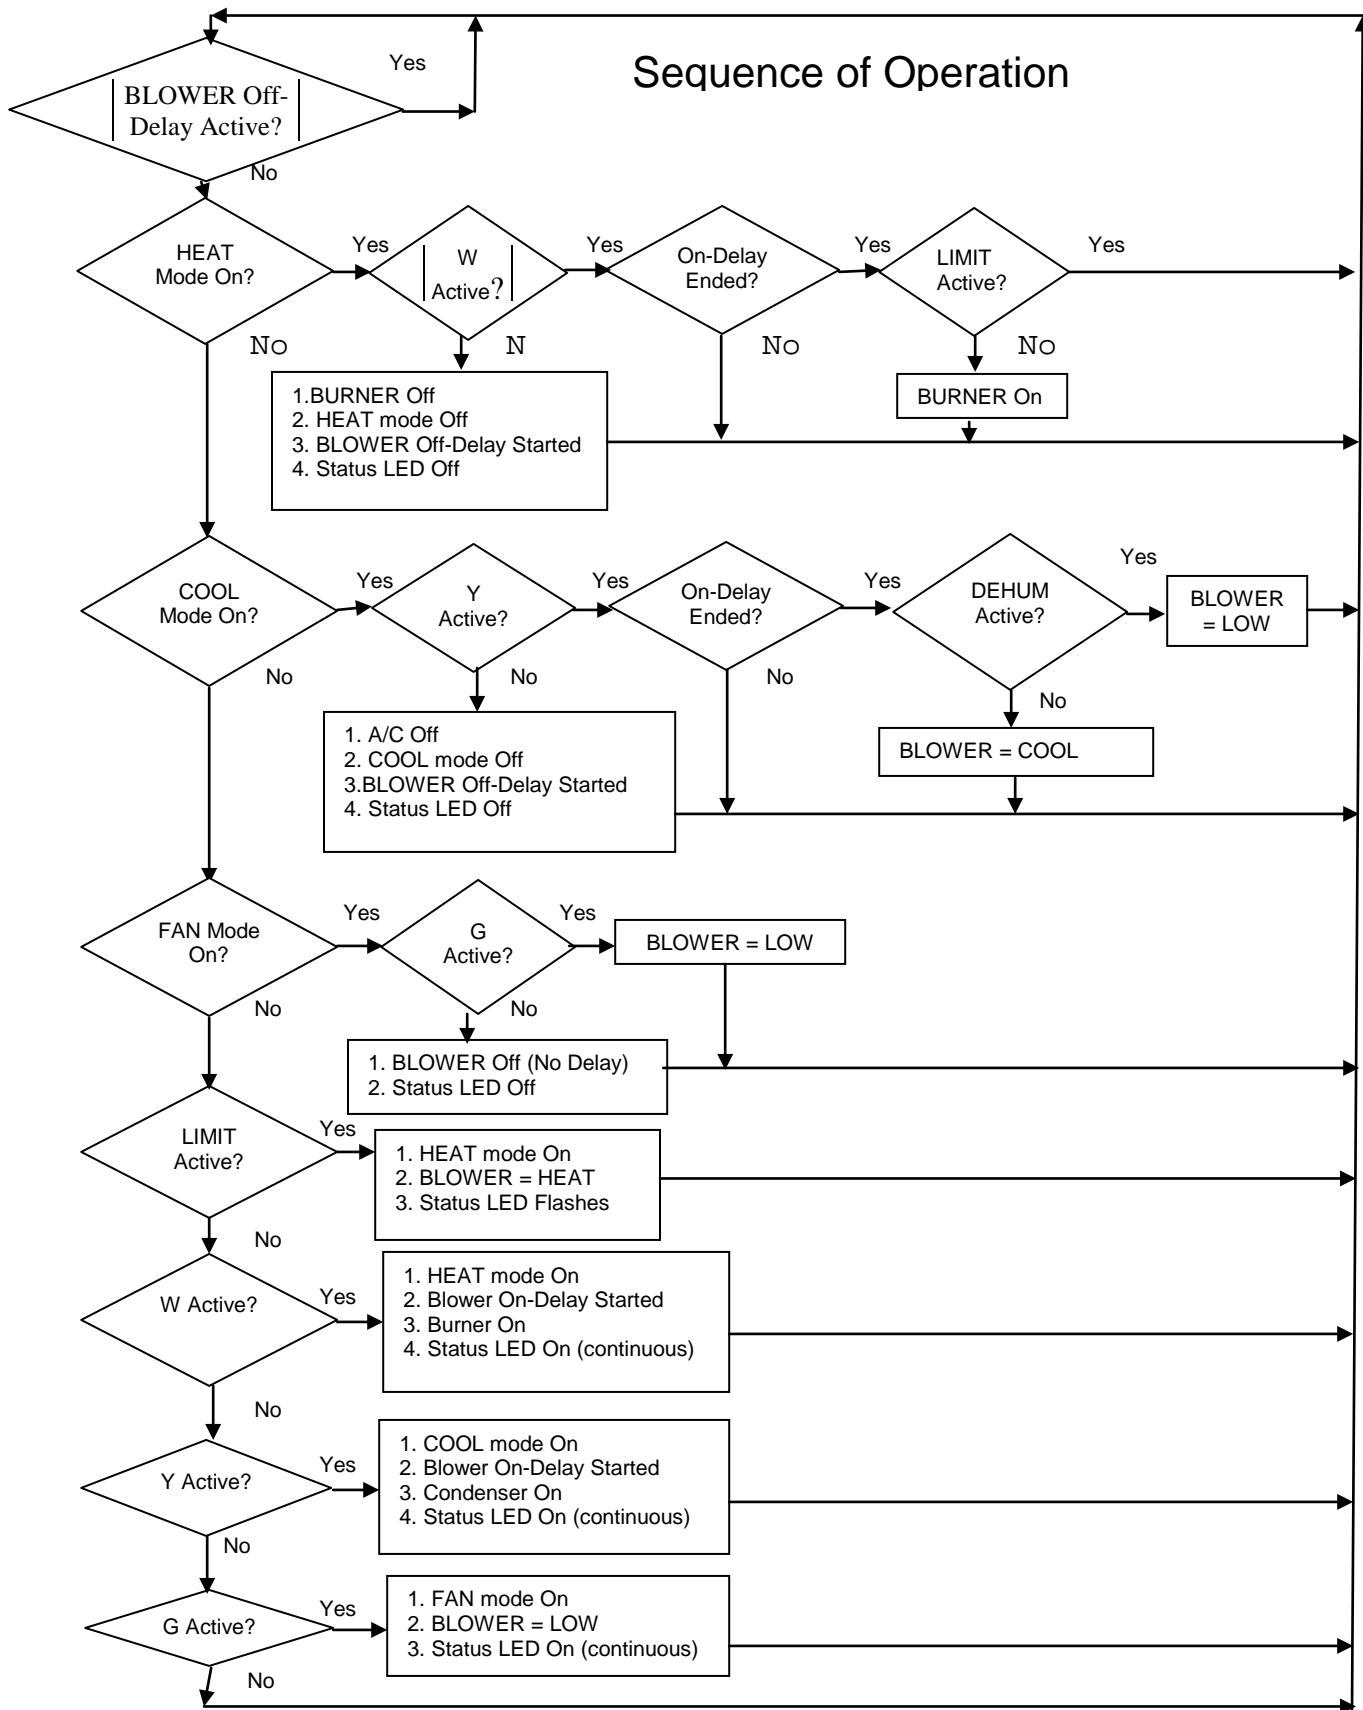 Sequence of Operation
Yes
BLOWER Off-
Delay Active?
No
HEAT
Mode On?
Yes
W
Active?
Yes
On-Delay
Ended?
Yes
LIMIT
Active?
Yes
No
N
No
No
1.BURNER Off
2. HEAT mode Off
3. BLOWER Off-Delay Started
4. Status LED Off
BURNER On
COOL
Mode On?
Yes
Y
Active?
Yes
On-Delay
Ended?
Yes
DEHUM
Active?
Yes
BLOWER
= LOW
No
No
No
No
1. A/C Off
2. COOL mode Off
3.BLOWER Off-Delay Started
4. Status LED Off
BLOWER = COOL
FAN Mode
On?
Yes
G
Active?
Yes
BLOWER = LOW
No
No
1. BLOWER Off (No Delay)
2. Status LED Off
LIMIT
Active?
Yes
1. HEAT mode On
2. BLOWER = HEAT
3. Status LED Flashes
No
W Active?
Yes
1. HEAT mode On
2. Blower On-Delay Started
3. Burner On
4. Status LED On (continuous)
No
Y Active?
Yes
1. COOL mode On
2. Blower On-Delay Started
3. Condenser On
4. Status LED On (continuous)
No
G Active?
Yes
1. FAN mode On
2. BLOWER = LOW
3. Status LED On (continuous)
No